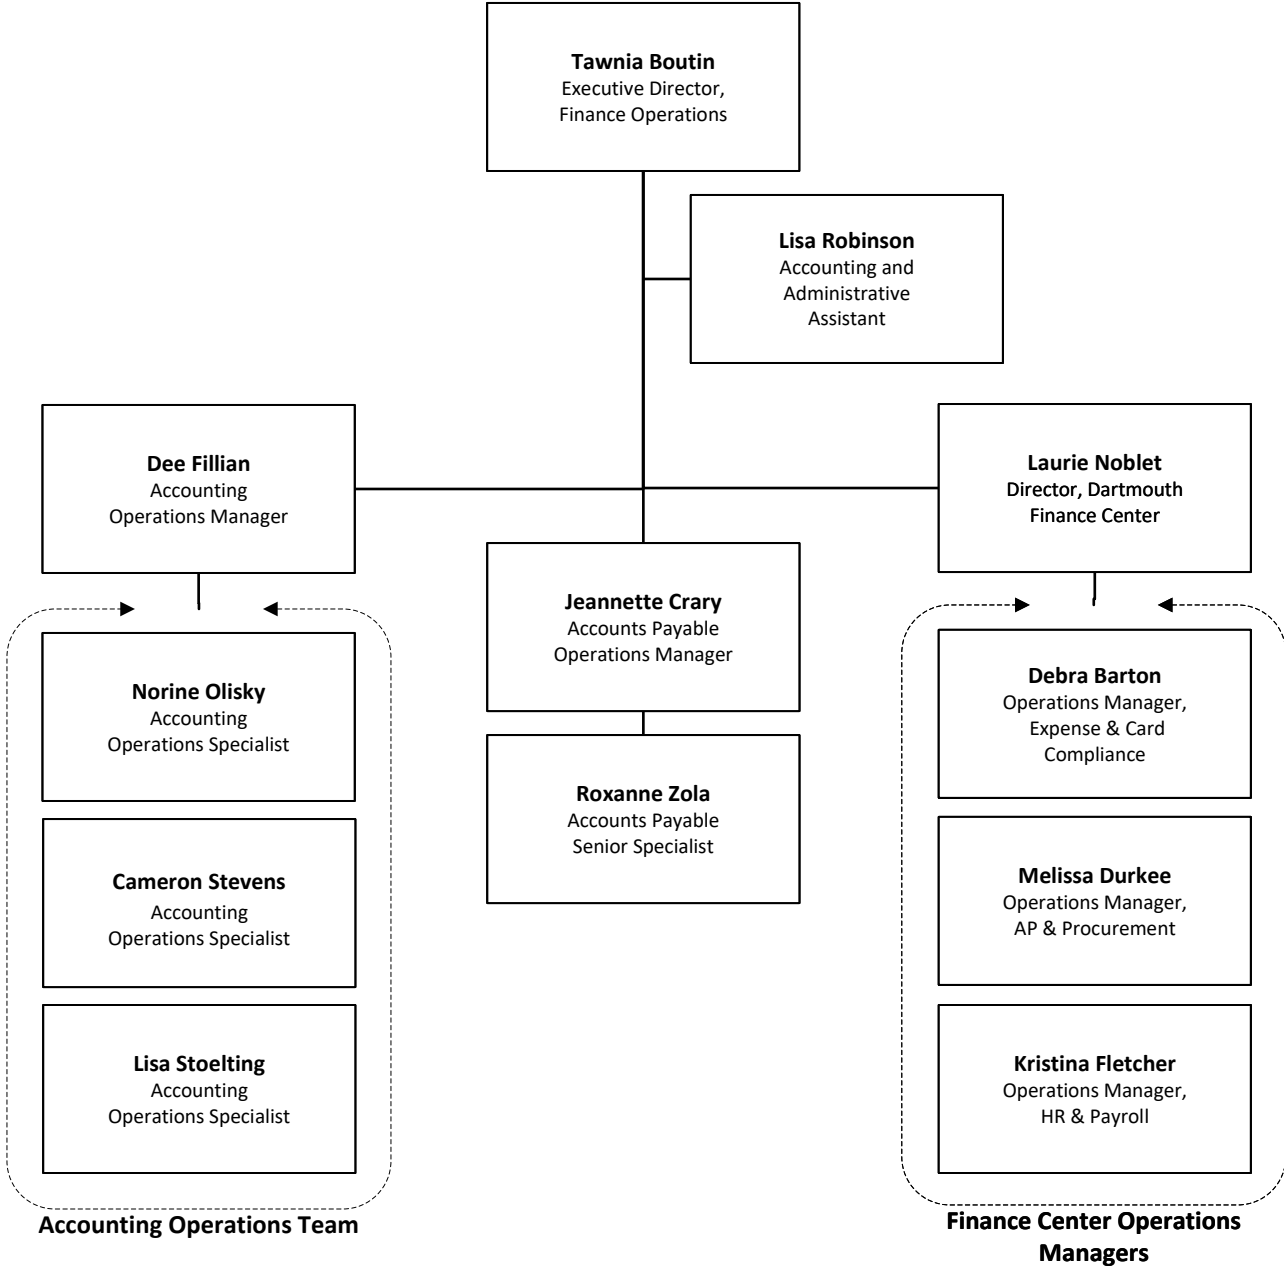 Tawnia Boutin
Executive Director,
Finance Operations
Lisa Robinson
Accounting and
Administrative
Assistant
Dee Fillian
Accounting
Operations Manager
Laurie Noblet
Director, Dartmouth
Finance Center
Jeannette Crary
Accounts Payable
Operations Manager
Roxanne Zola
Accounts Payable
Senior Specialist
Norine Olisky
Accounting
Operations Specialist
Cameron Stevens
Accounting
Operations Specialist
Lisa Stoelting
Accounting
Operations Specialist
Accounting Operations Team
Debra Barton
Operations Manager,
Expense & Card
Compliance
Melissa Durkee
Operations Manager,
AP & Procurement
Kristina Fletcher
Operations Manager,
HR & Payroll
Finance Center Operations
Managers